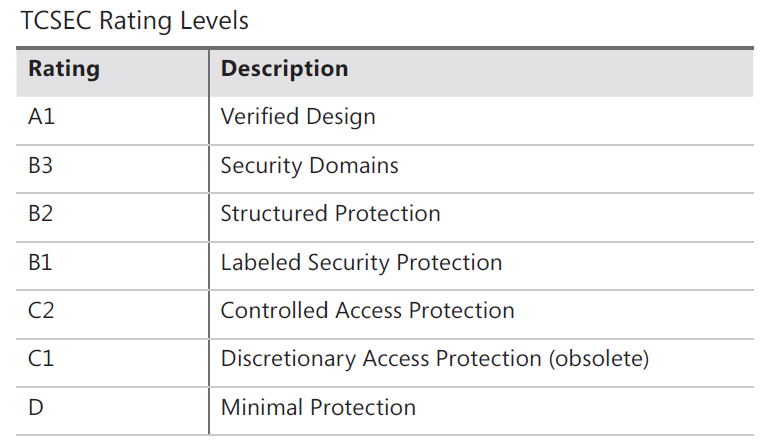 TCSEC Rating Levels
Rating Description
A1 Verified Design
B3 Security Domains
B2 Structured Protection
B1 Labeled Security Protection
C2 Controlled Access Protection
C1 Discretionary Access Protection (obsolete)
D Minimal Protection